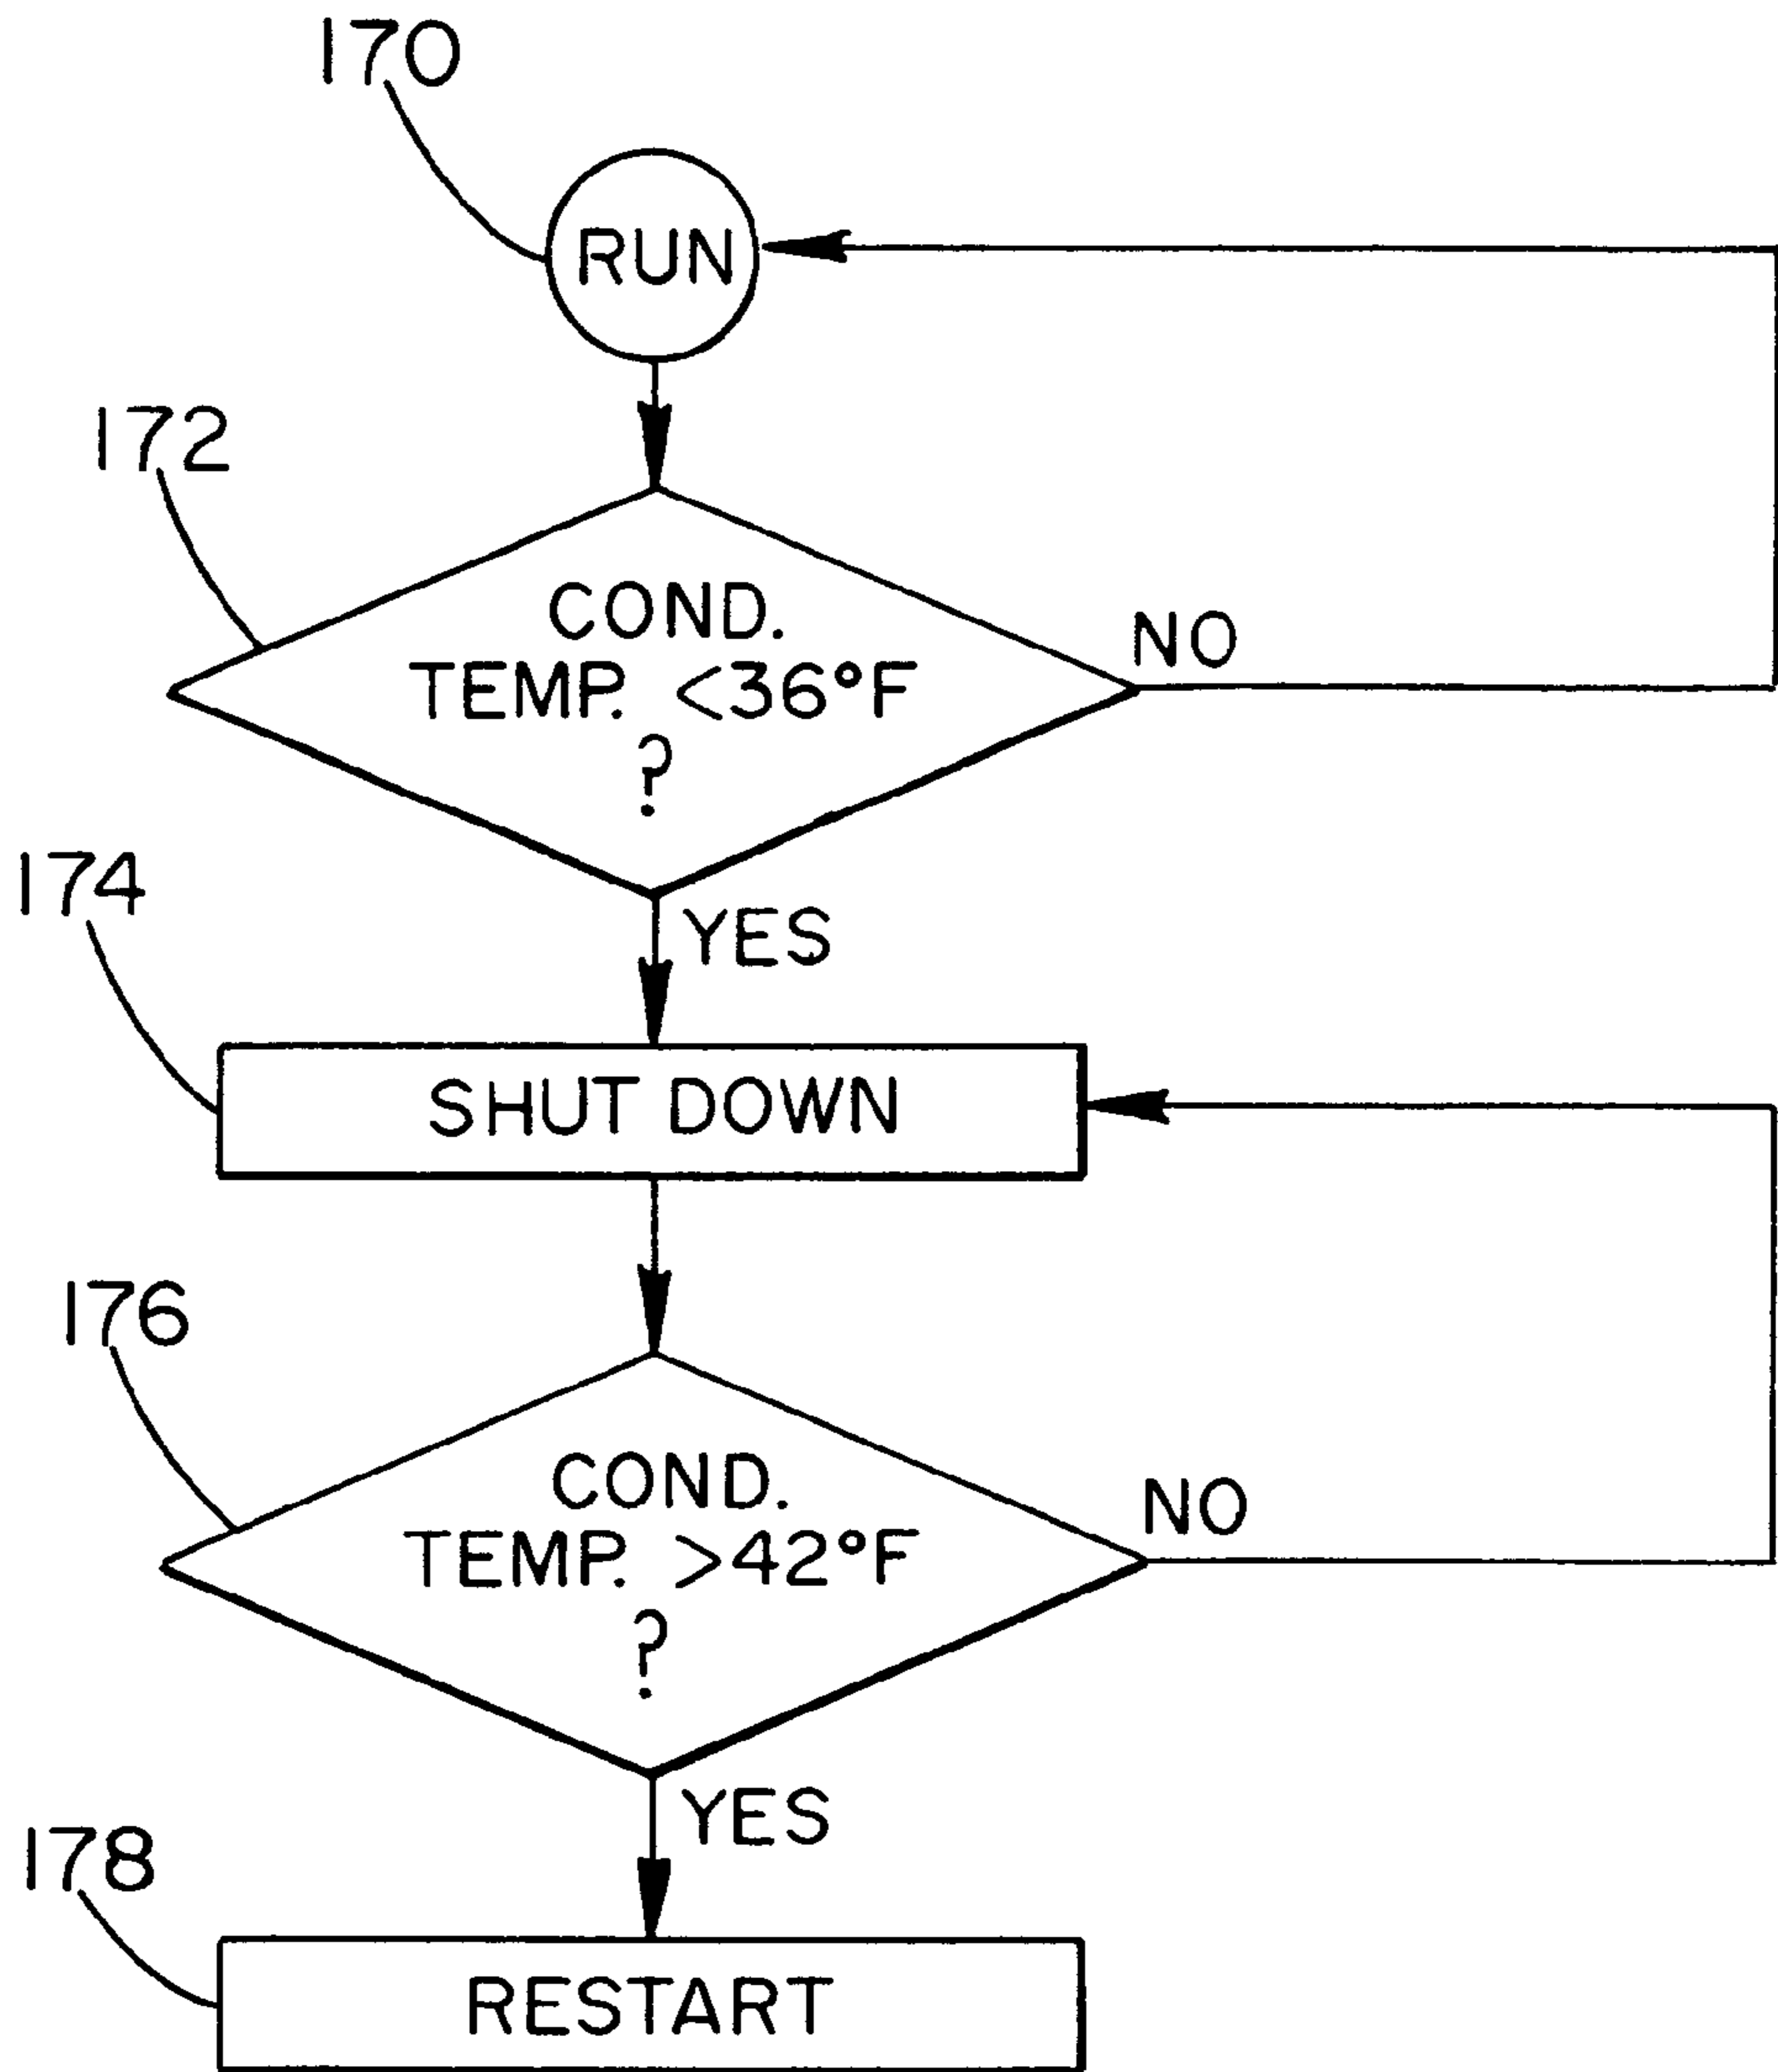 170
RUN
172
COND.
TEMP. <36°F
?
NO
YES
174
SHUT DOWN
176
COND.
TEMP. >42°F
?
NO
YES
178
RESTART